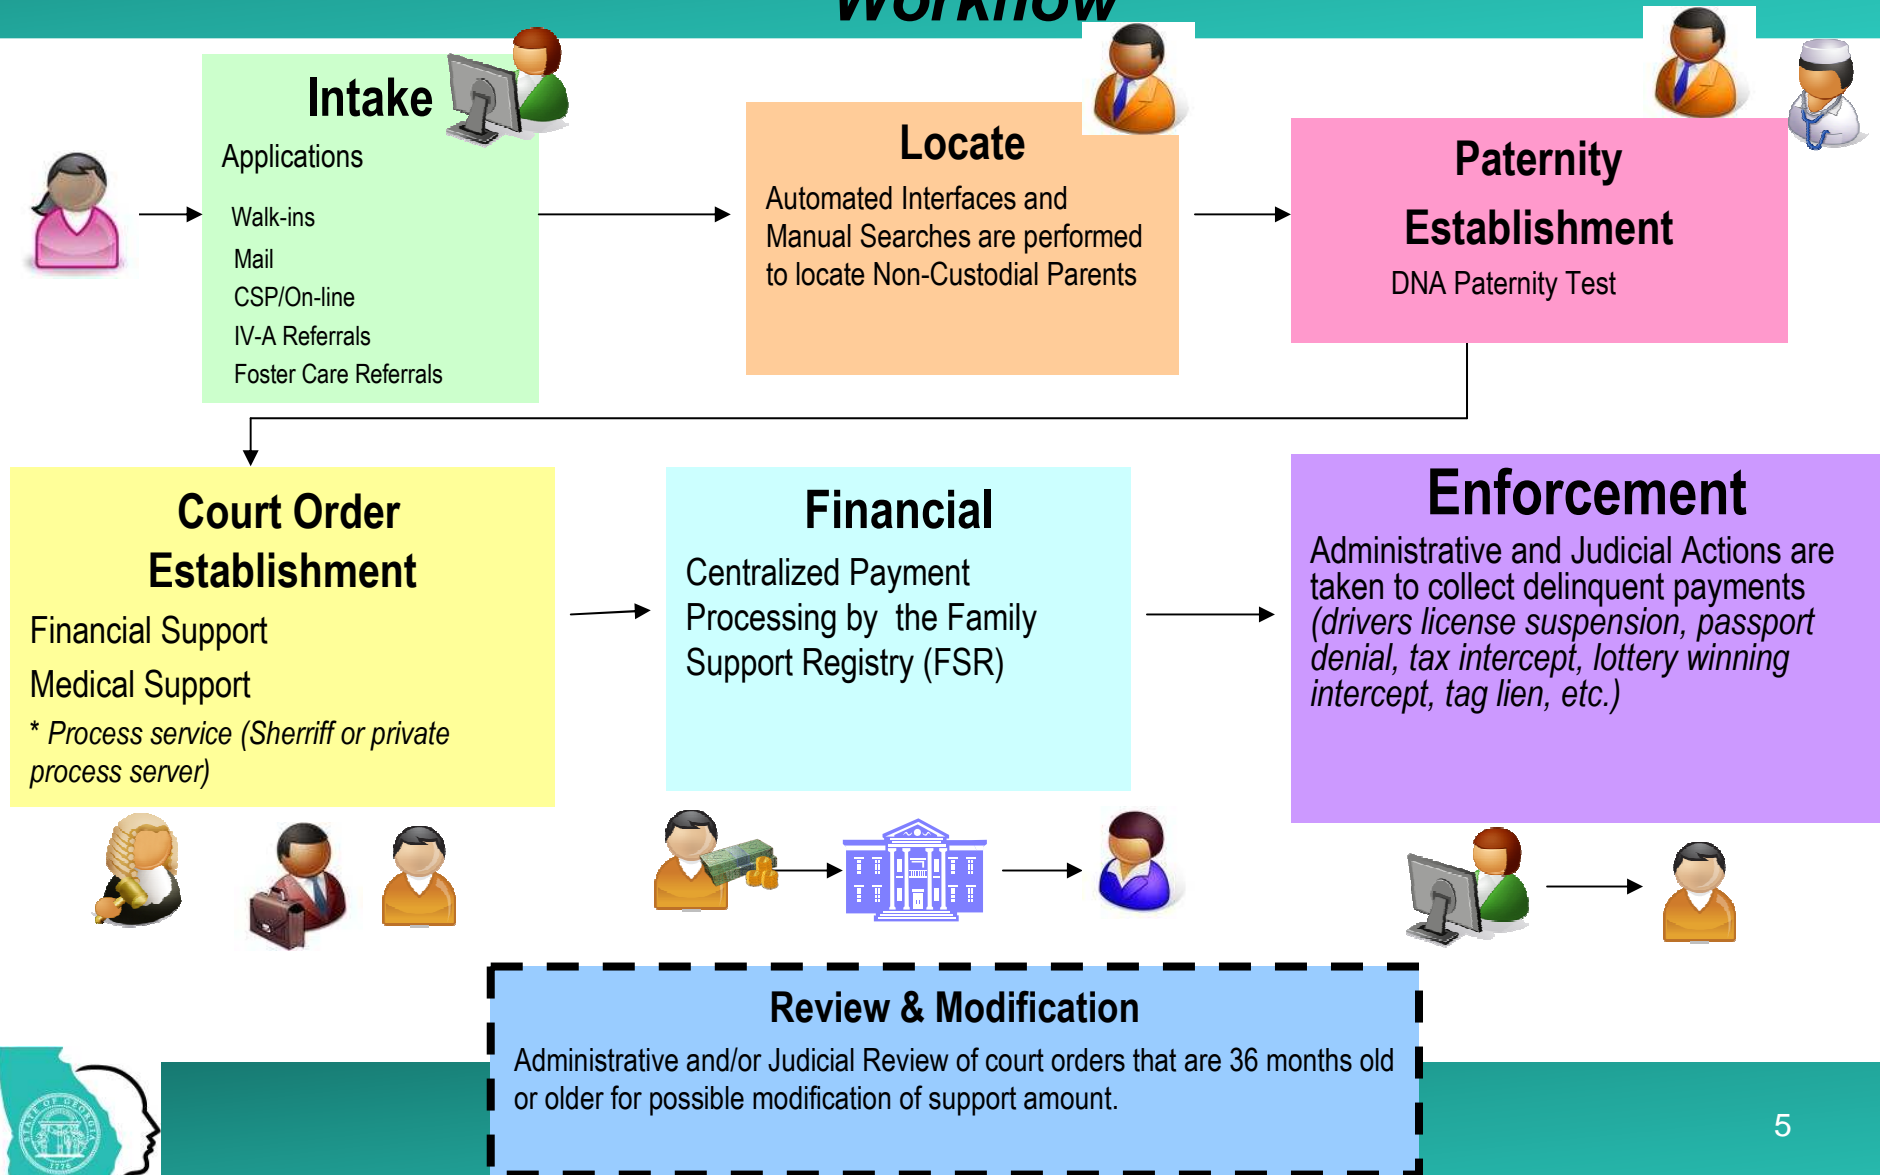 Workflow
Intake
Applications
Walk-ins
Mail
CSP/On-line
IV-A Referrals
Foster Care Referrals
Locate
Automated Interfaces and
Manual Searches are performed
to locate Non-Custodial Parents
Paternity
Establishment
DNA Paternity Test
Court Order
Establishment
Financial Support
Medical Support
* Process service (Sherriff or private
process server)
Financial
Centralized Payment
Processing by  the Family
Support Registry (FSR)
Enforcement
Administrative and Judicial Actions are
taken to collect delinquent payments
(drivers license suspension, passport
denial, tax intercept, lottery winning
intercept, tag lien, etc.)
Review & Modification
Administrative and/or Judicial Review of court orders that are 36 months old
or older for possible modification of support amount.
STATE OF GEORGIA
1776
5